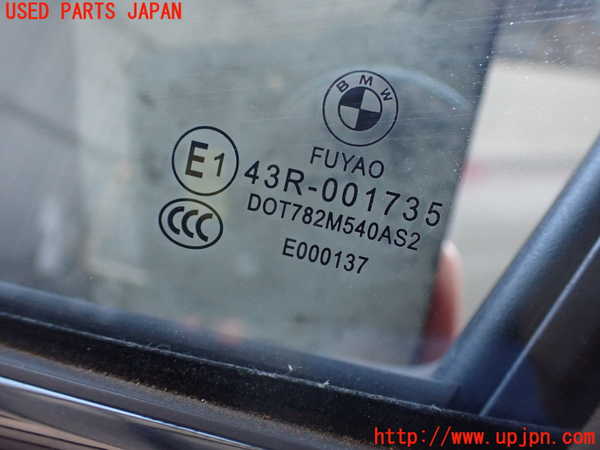 USED PARTS JAPAN
BMW
FUYAO
E1
43R-001735
CCC
DOT782M540AS2
E000137
http://www.upjpn.com/